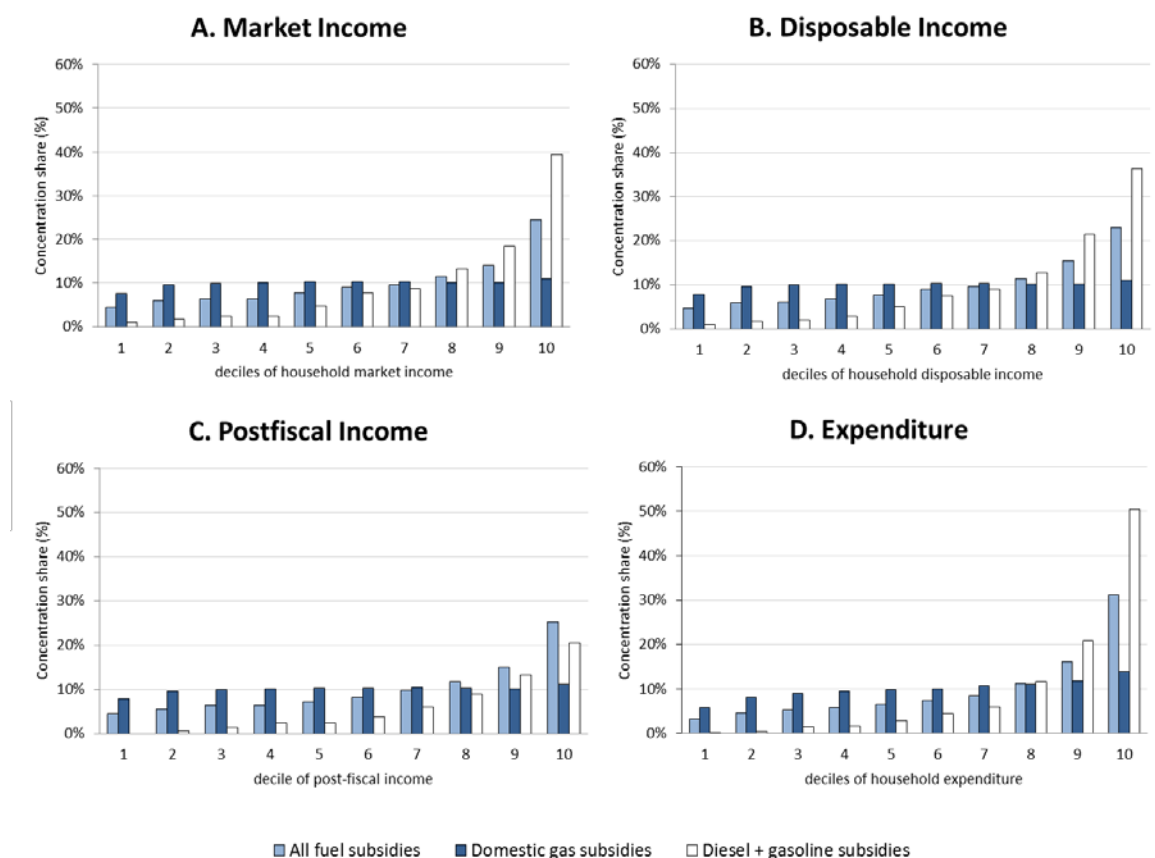 A. Market Income
60%
50%
40%
30%
20%
10%
0%
Concentration share (%)
1 2 3 4 5 6 7 8 9 10
deciles of household market income
B. Disposable Income
60%
50%
40%
30%
20%
10%
0%
Concentration share (%)
1 2 3 4 5 6 7 8 9 10
deciles of household disposable income
C. Postfiscal Income
60%
50%
40%
30%
20%
10%
0%
Concentration share (%)
1 2 3 4 5 6 7 8 9 10
decile of post-fiscal income
D. Expenditure
60%
50%
40%
30%
20%
10%
0%
Concentration share (%)
1 2 3 4 5 6 7 8 9 10
deciles of household expenditure
All fuel subsidies Domestic gas subsidies Diesel + gasoline subsidies